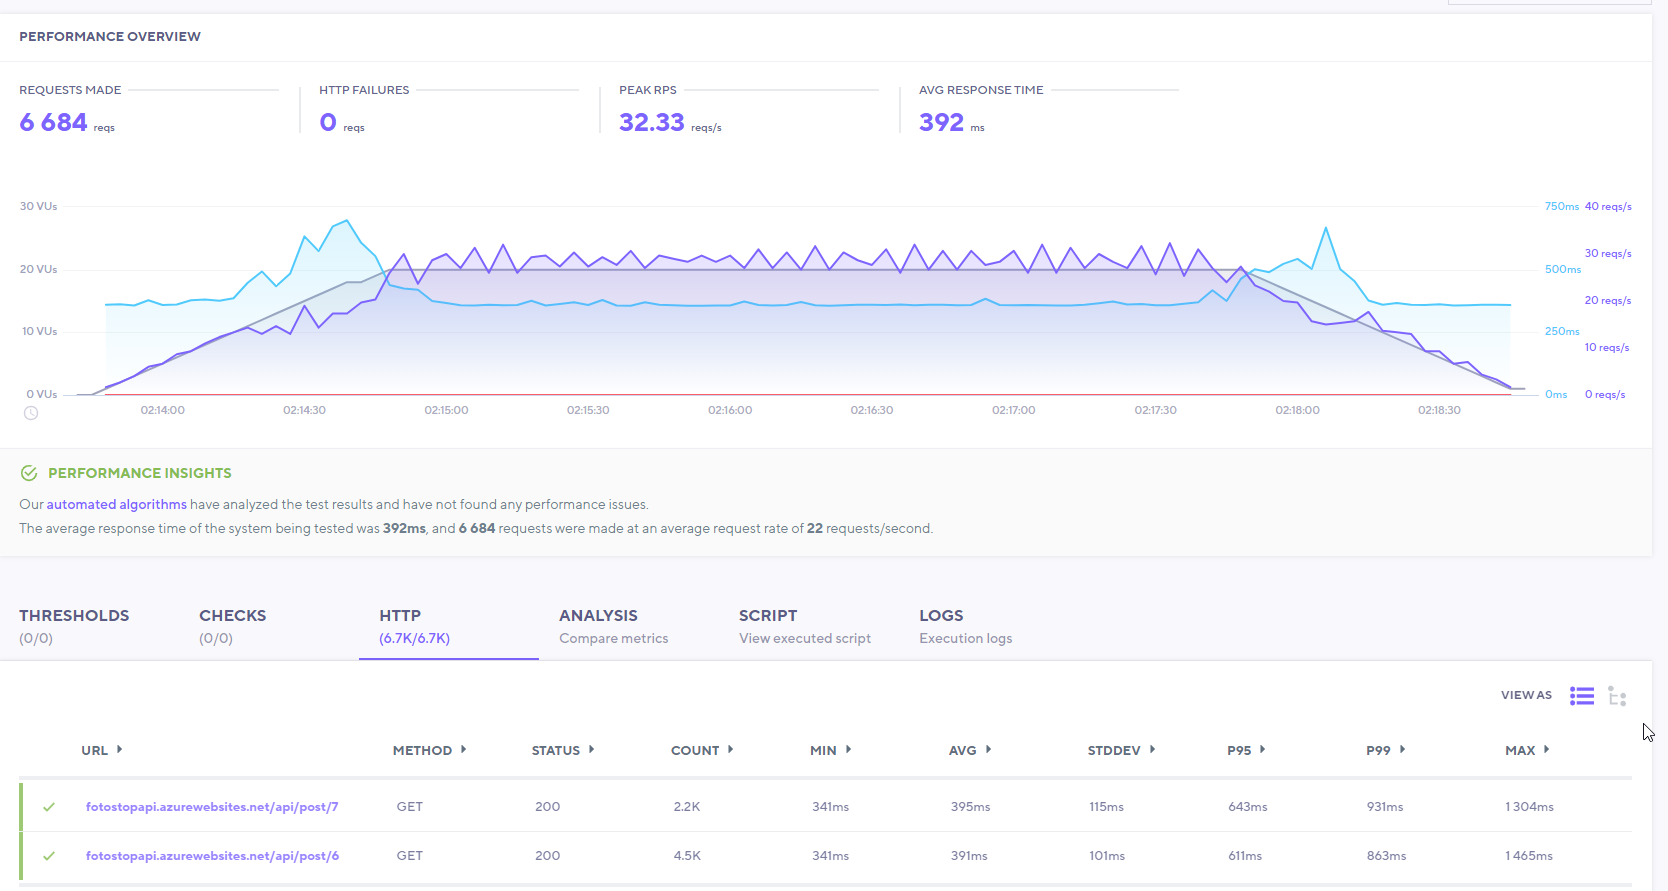 PERFORMANCE OVERVIEW
REQUESTS MADE
6 684 reqs
HTTP FAILURES
0 reqs
PEAK RPS
32.33 reqs/s
AVG RESPONSE TIME
392 ms
30 VUs
20 VUs
10 VUs
0 VUs
750ms 40 reqs/s
30 reqs/s
500ms
20 reqs/s
250ms
10 reqs/s
0ms 0 reqs/s
02:14:00 02:14:30 02:15:00 02:15:30 02:16:00 02:16:30 02:17:00 02:17:30 02:18:00 02:18:30
PERFORMANCE INSIGHTS
Our automated algorithms have analyzed the test results and have not found any performance issues.
The average response time of the system being tested was 392ms, and 6 684 requests were made at an average request rate of 22 requests/second.
THRESHOLDS
(0/0)
CHECKS
(0/0)
HTTP
(6.7K/6.7K)
ANALYSIS
Compare metrics
SCRIPT
View executed script
LOGS
Execution logs
VIEW AS
URL METHOD STATUS COUNT MIN AVG STDDEV P95 P99 MAX
fotostopapi.azurewebsites.net/api/post/7 GET 200 2.2K 341ms 395ms 115ms 643ms 931ms 1 304ms
fotostopapi.azurewebsites.net/api/post/6 GET 200 4.5K 341ms 391ms 101ms 611ms 863ms 1 465ms